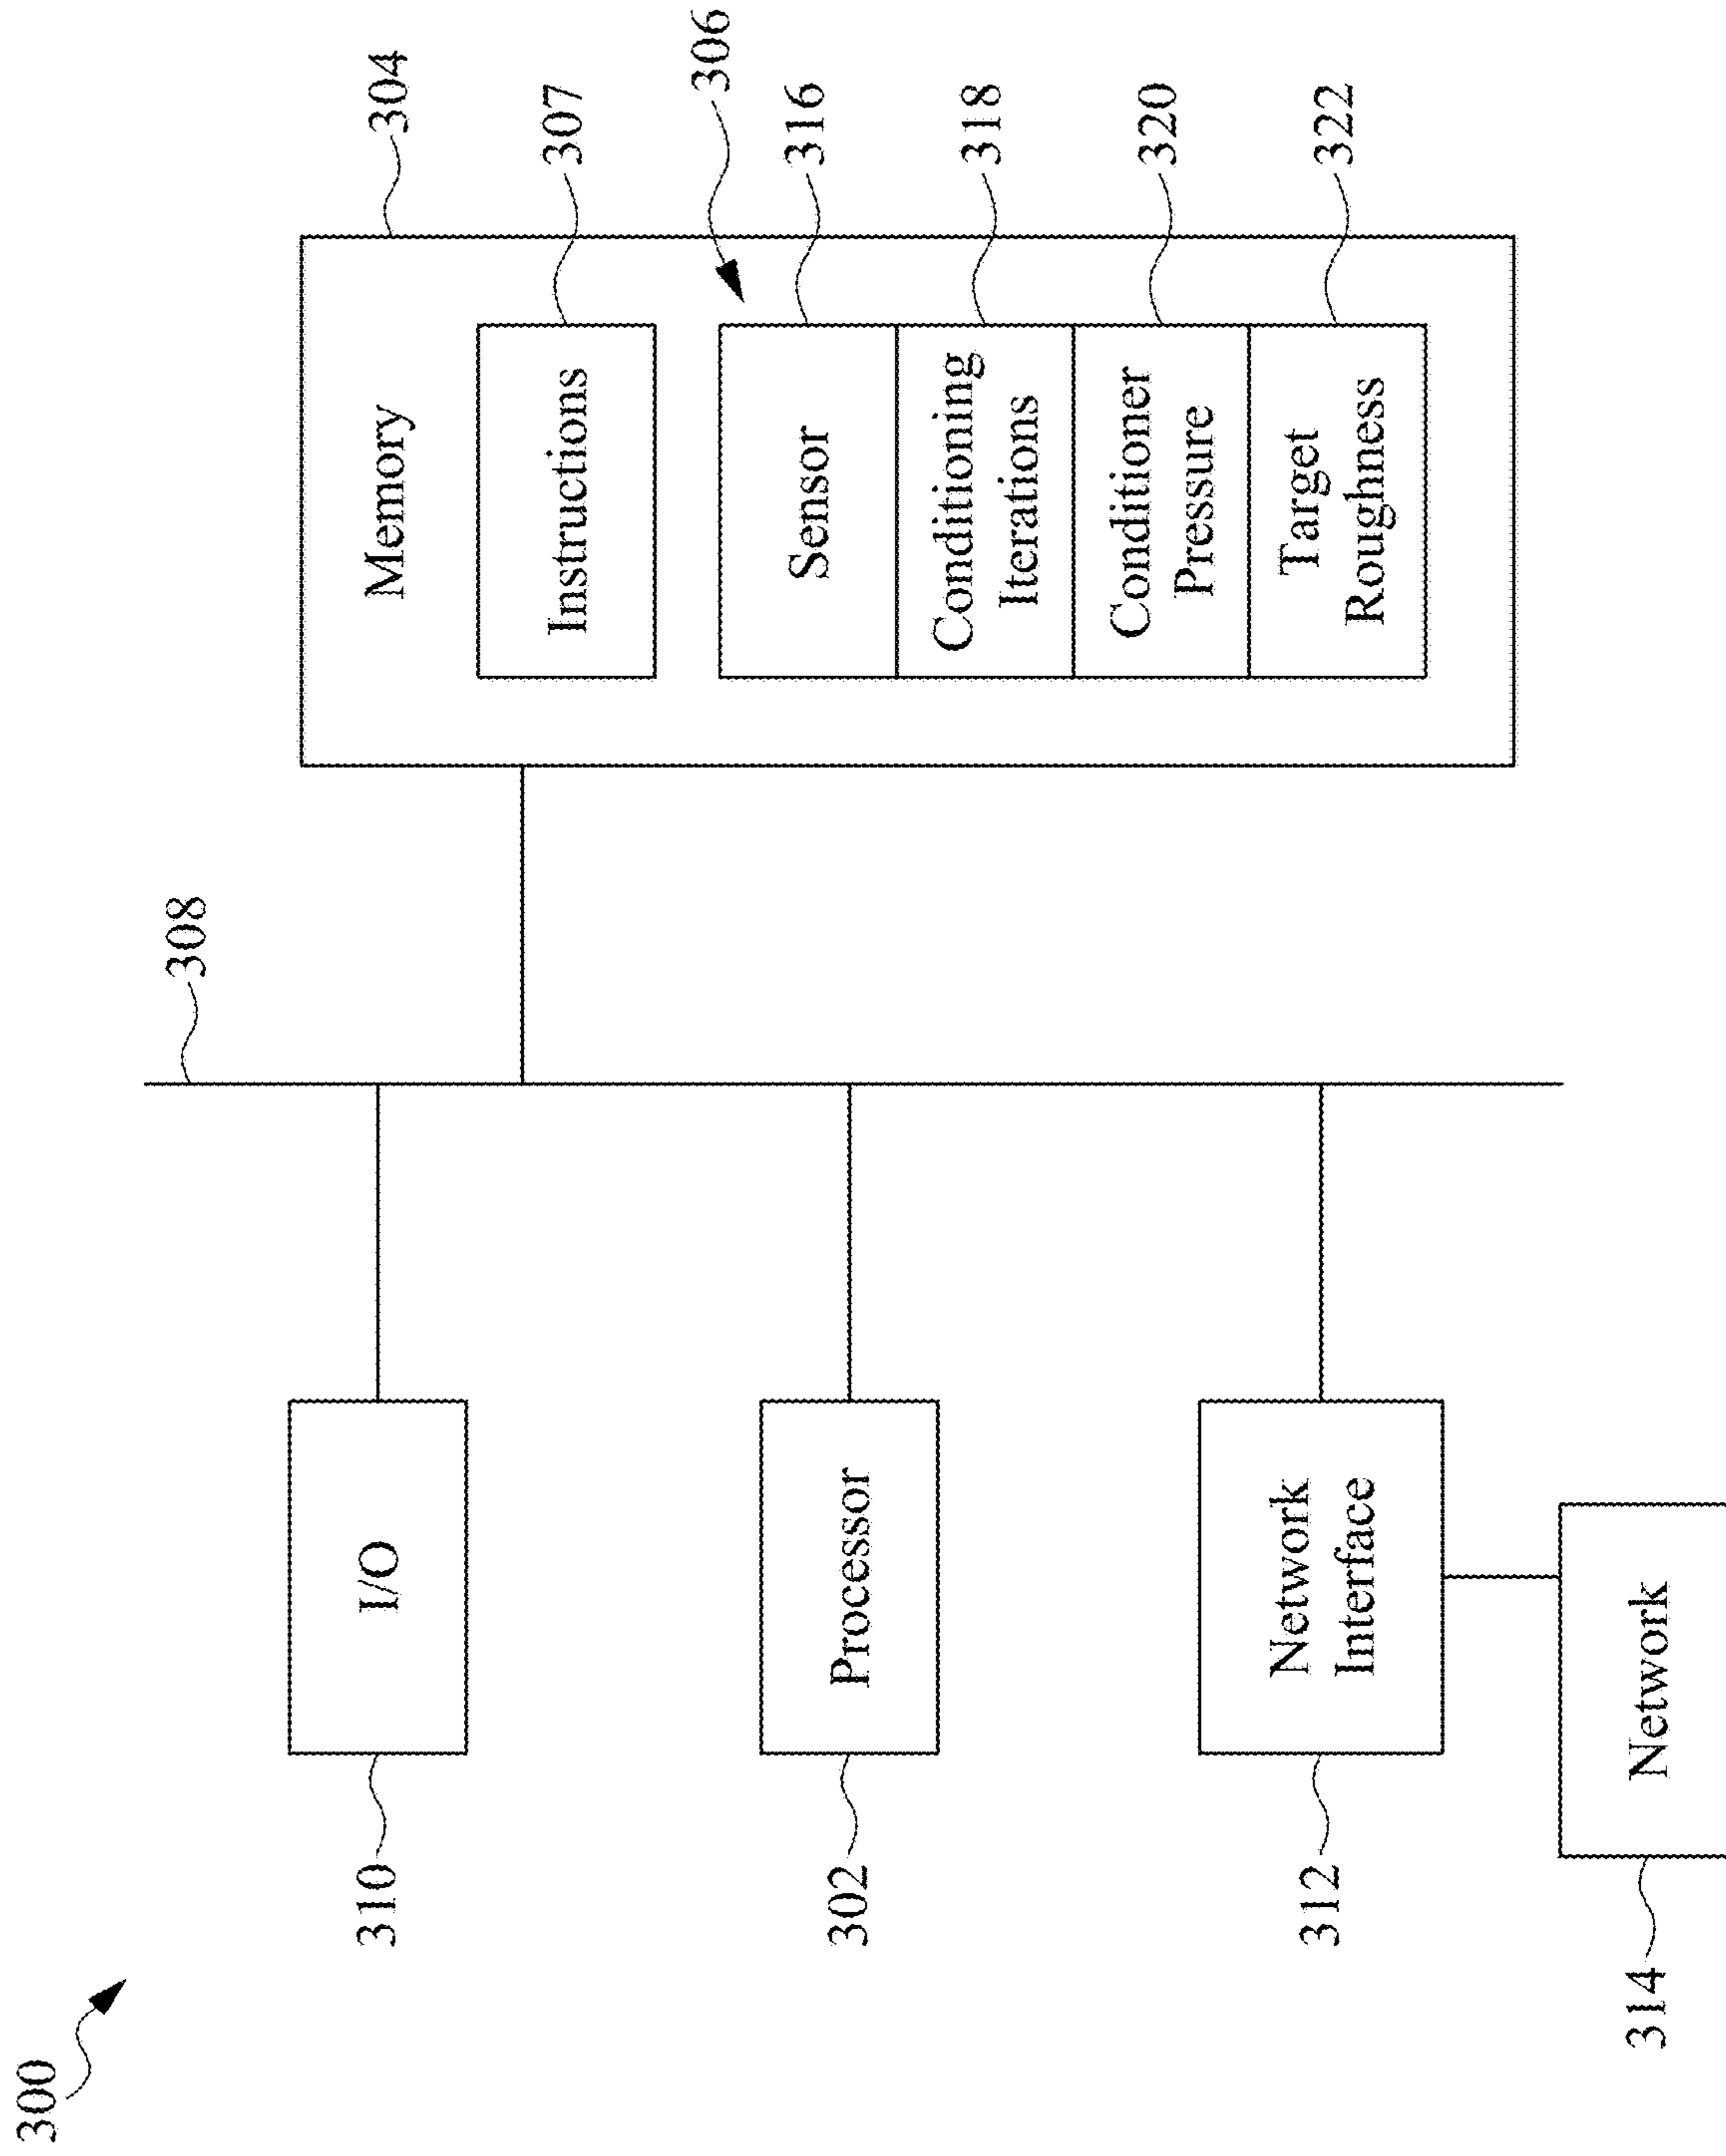 300
308
304
310
I/O
Memory
307
Instructions
306
302
Processor
316
Sensor
318
Conditioning
Iterations
320
Conditioner
Pressure
312
Network
Interface
322
Target
Roughness
314
Network